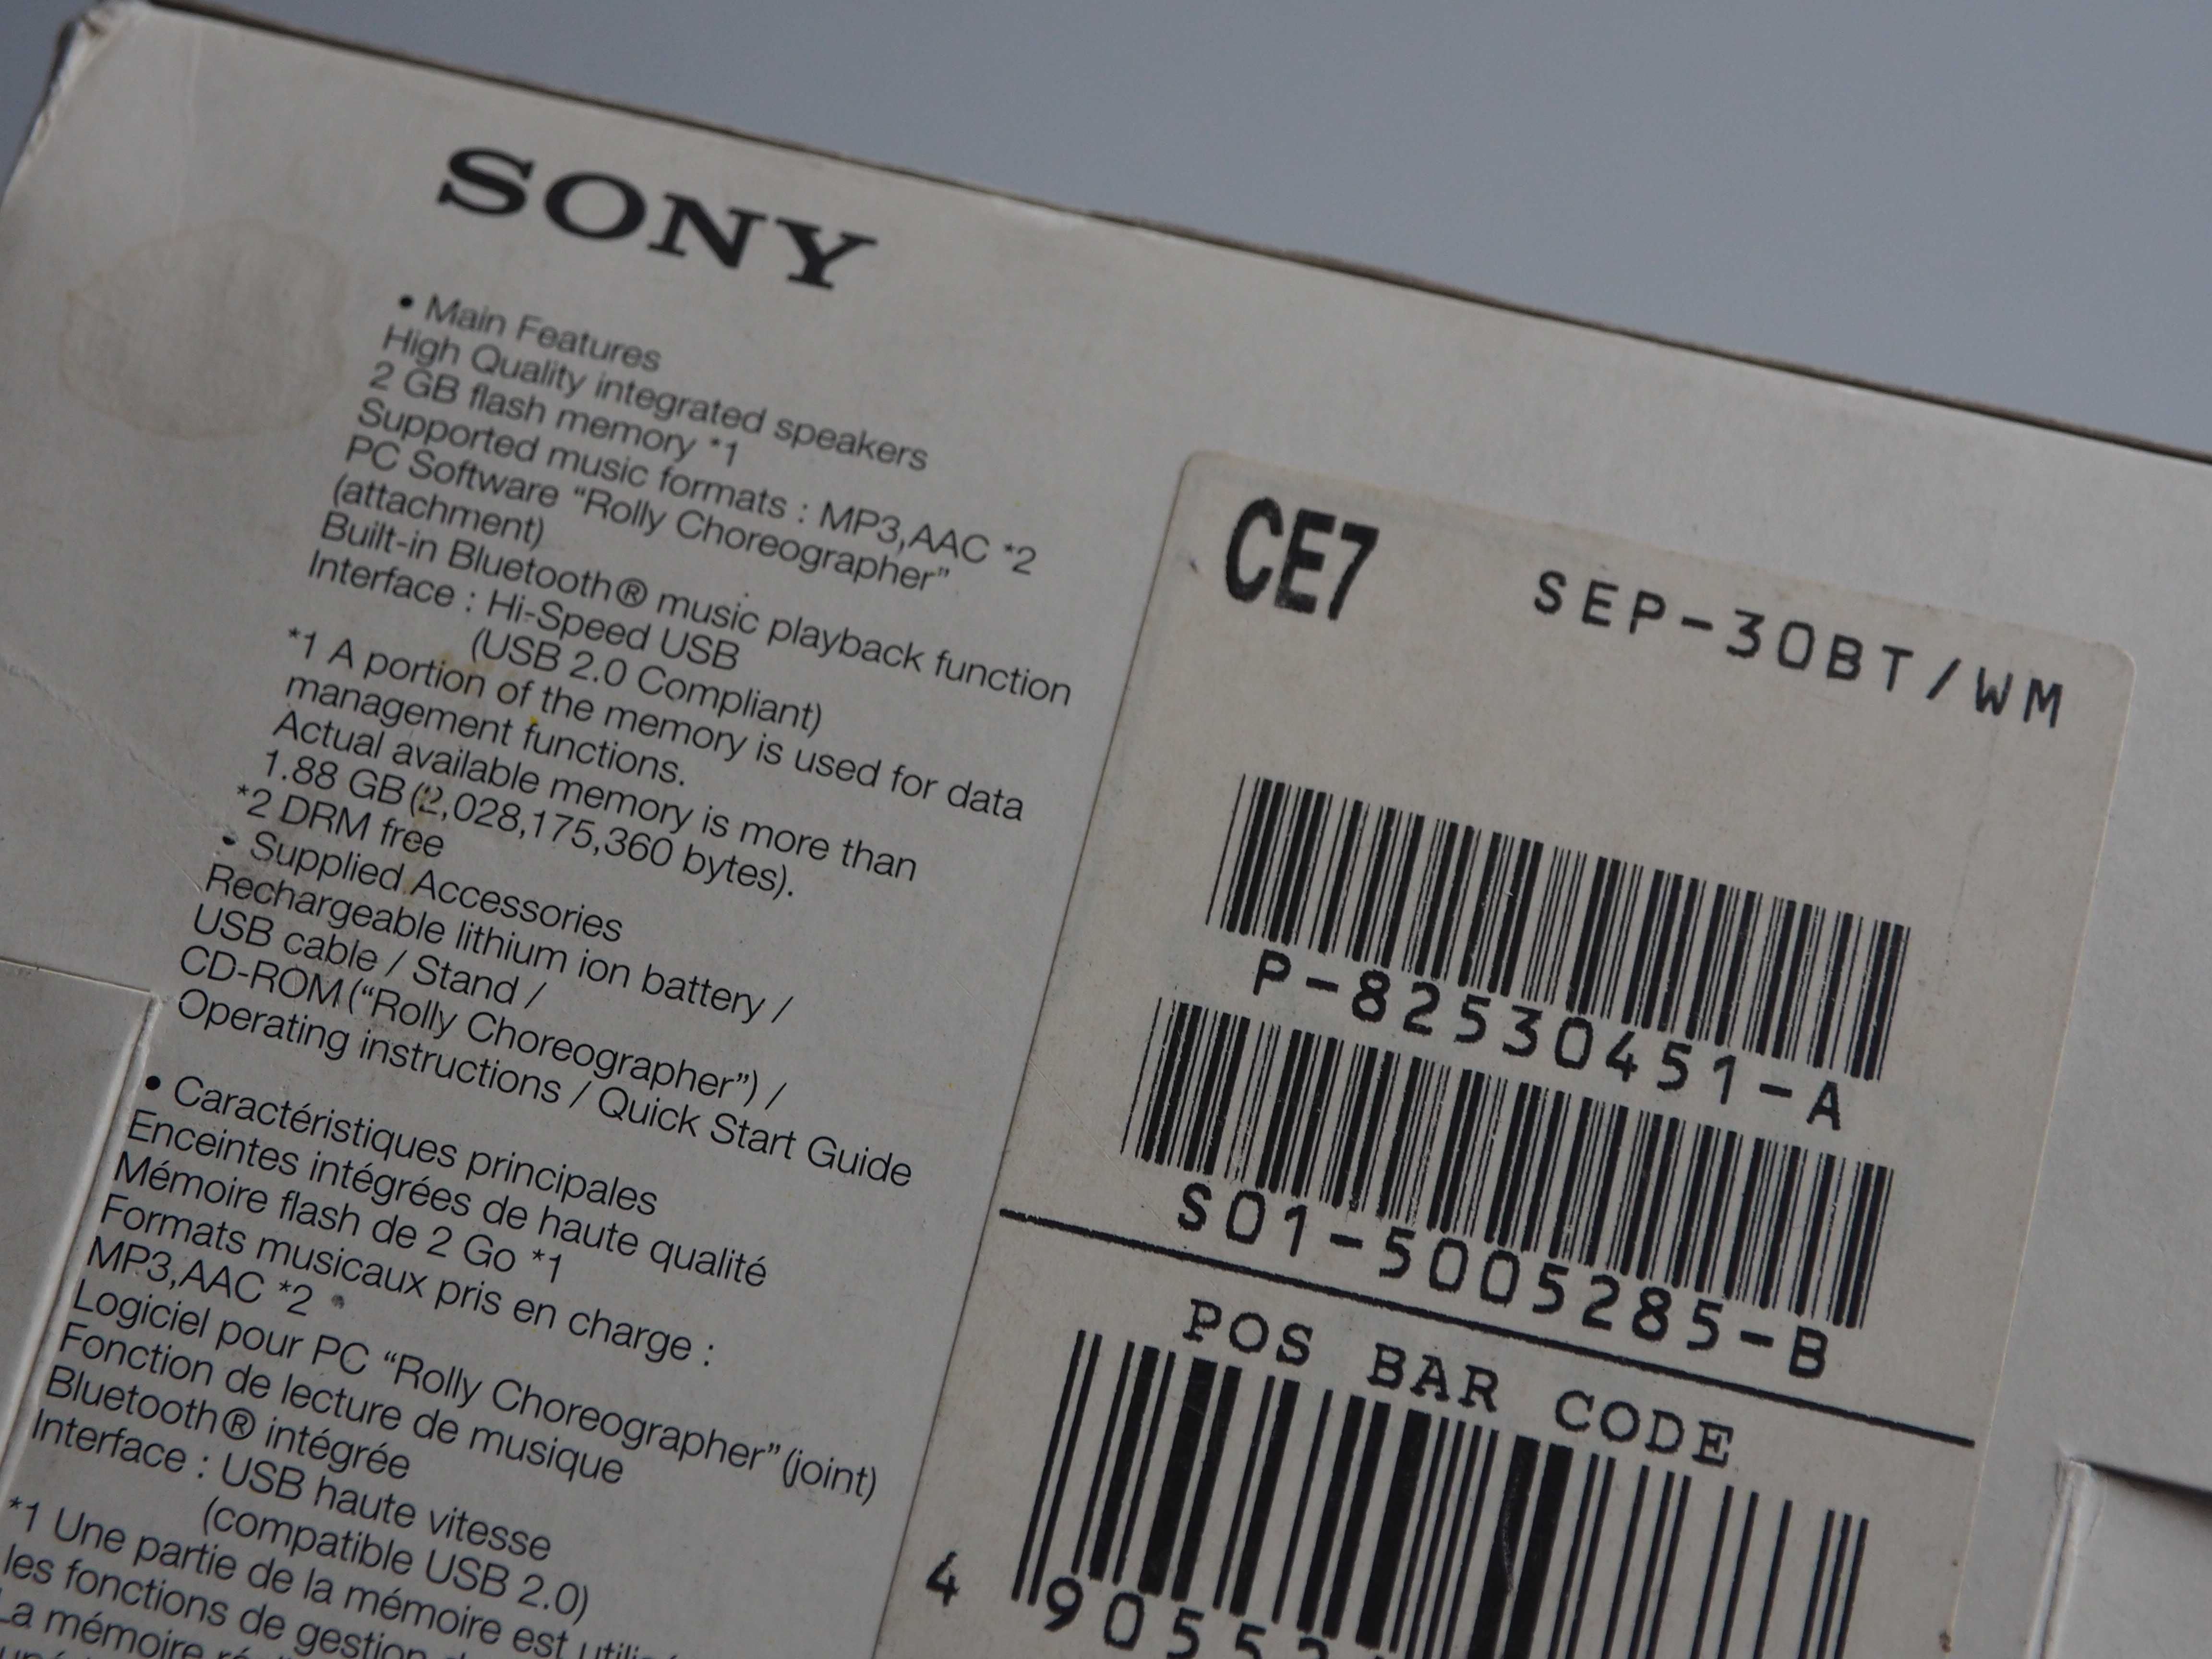 SONY
• Main Features
High Quality integrated speakers
2 GB flash memory *1
Supported music formats : MP3,AAC *2
PC Software “Rolly Choreographer”
(attachment)
Built-in Bluetooth® music playback function
Interface : Hi-Speed USB
(USB 2.0 Compliant)
*1 A portion of the memory is used for data
management functions.
Actual available memory is more than
1.88 GB (2,028,175,360 bytes).
*2 DRM free
• Supplied Accessories
Rechargeable lithium ion battery /
USB cable / Stand /
CD-ROM (“Rolly Choreographer”) /
Operating instructions / Quick Start Guide
• Caractéristiques principales
Enceintes intégrées de haute qualité
Mémoire flash de 2 Go *1
Formats musicaux pris en charge :
MP3,AAC *2
Logiciel pour PC “Rolly Choreographer” (joint)
Fonction de lecture de musique
Bluetooth® intégrée
Interface : USB haute vitesse
(compatible USB 2.0)
*1 Une partie de la mémoire est
les fonctions de gestion
La mémoire
CE7 SEP-30BT/WM
P-82530451-A
S01-5005285-B
POS BAR CODE
4 9055